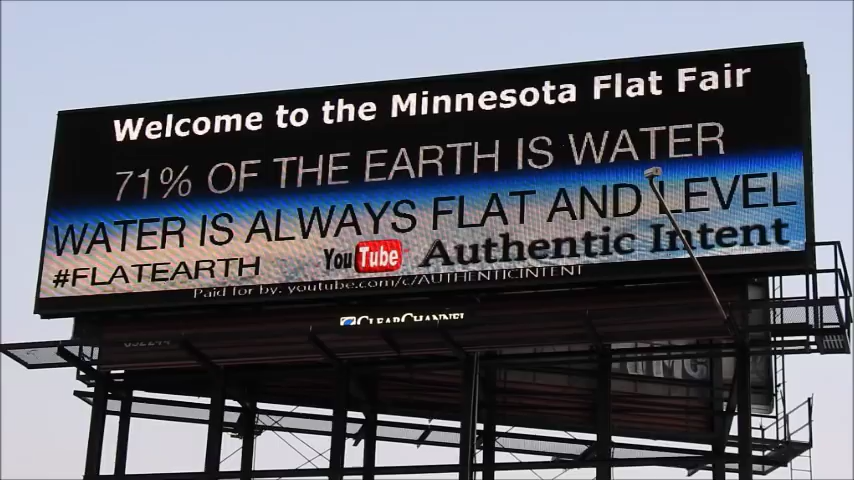 Welcome to the Minnesota Flat Fair
71% OF THE EARTH IS WATER
WATER IS ALWAYS FLAT AND LEVEL
#FLATEARTH YouTube Authentic Intent
Paid for by: youtube.com/c/AUTHENTICINTENT
CLEARCHANNEL